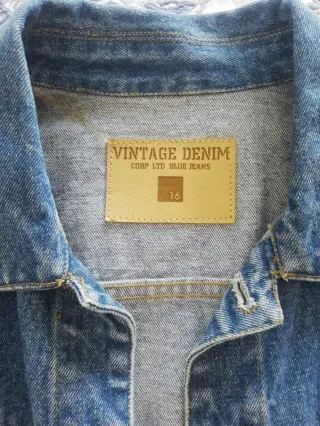 VINTAGE DENIM
CORP LTD BLUE JEANS
16